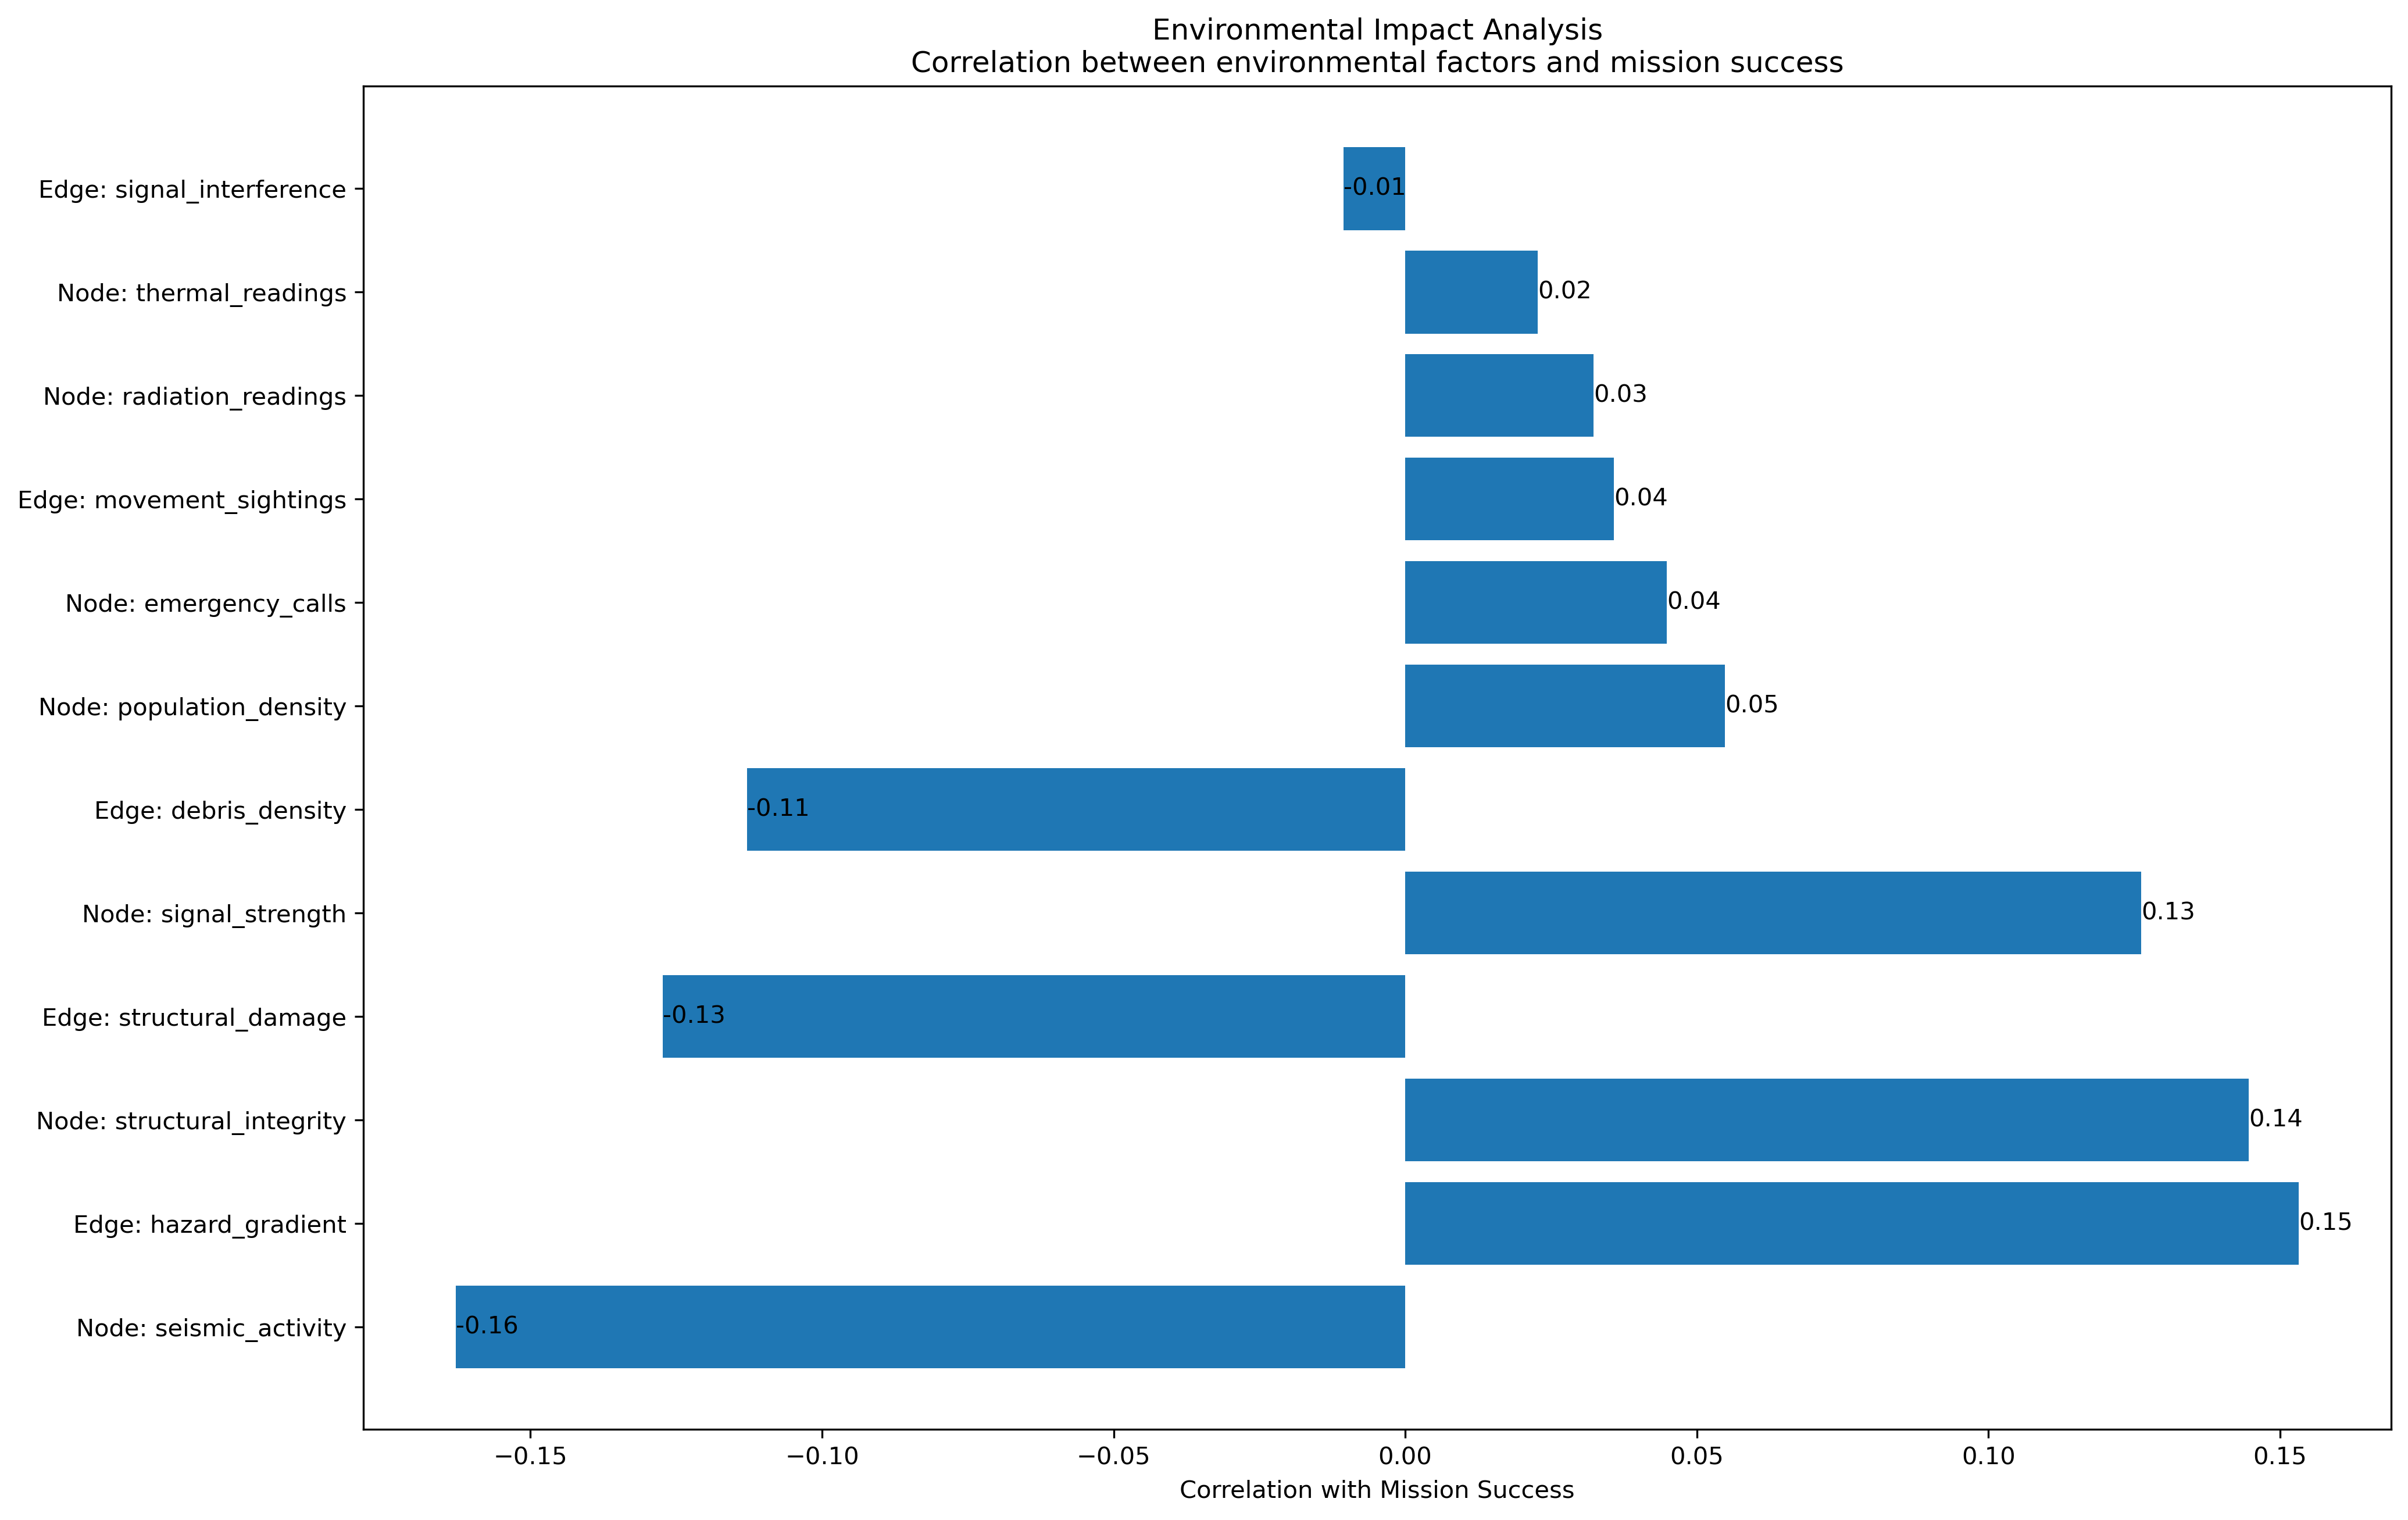 Environmental Impact Analysis
Correlation between environmental factors and mission success
Edge: signal_interference
-0.01
Node: thermal_readings
0.02
Node: radiation_readings
0.03
Edge: movement_sightings
0.04
Node: emergency_calls
0.04
Node: population_density
0.05
Edge: debris_density
-0.11
Node: signal_strength
0.13
Edge: structural_damage
-0.13
Node: structural_integrity
0.14
Edge: hazard_gradient
0.15
Node: seismic_activity
-0.16
−0.15
−0.10
−0.05
0.00
0.05
0.10
0.15
Correlation with Mission Success